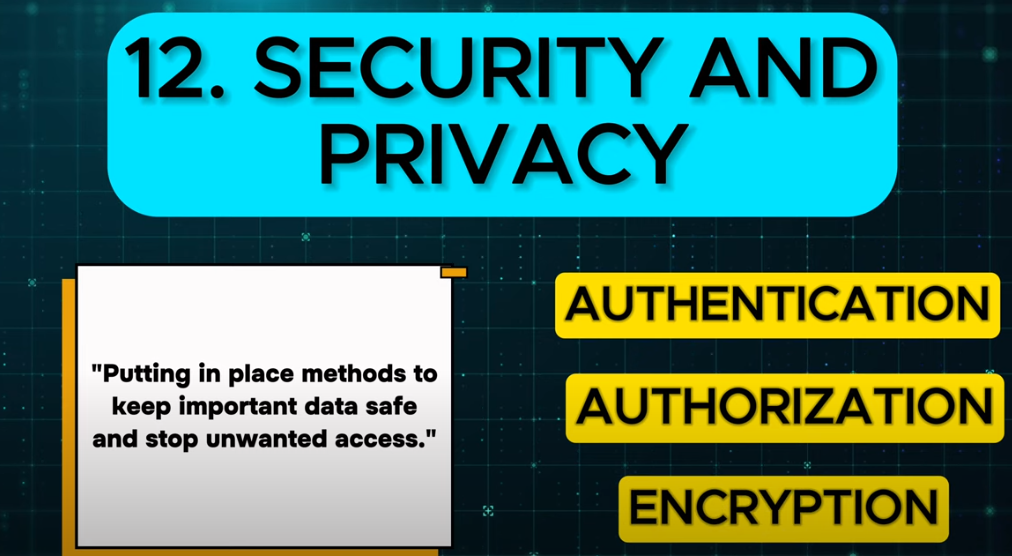 12. SECURITY AND
PRIVACY
"Putting in place methods to
keep important data safe
and stop unwanted access."
AUTHENTICATION
AUTHORIZATION
ENCRYPTION